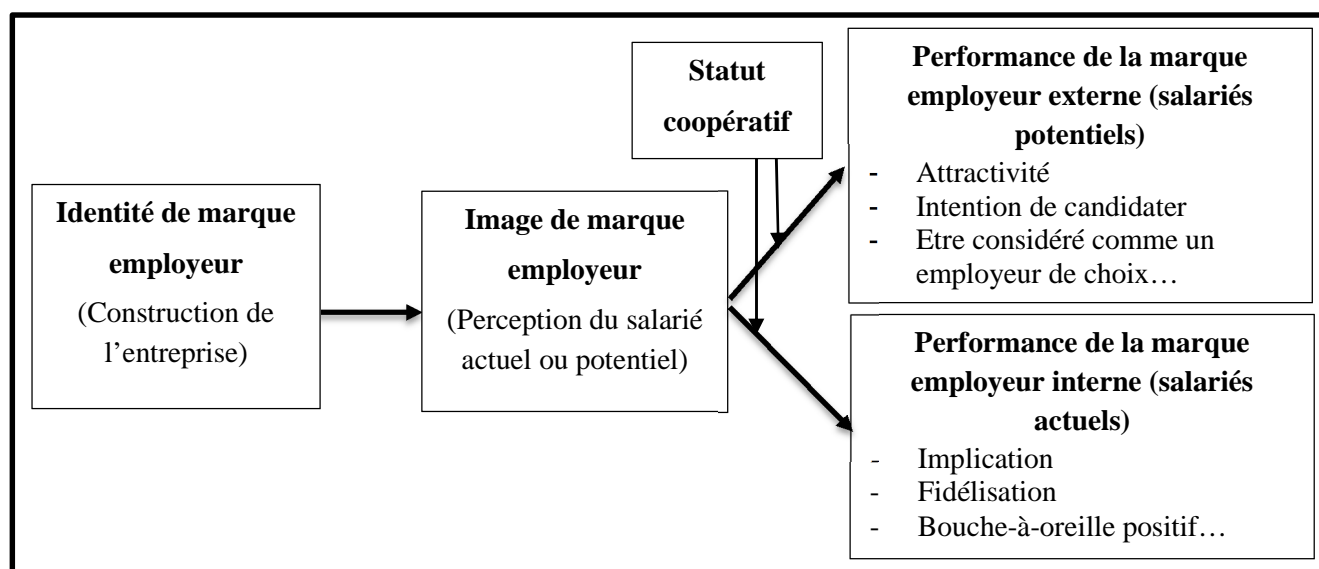 Identité de marque
employeur
(Construction de
l’entreprise)
Image de marque
employeur
(Perception du salarié
actuel ou potentiel)
Statut
coopératif
Performance de la marque
employeur externe (salariés
potentiels)
- Attractivité
- Intention de candidater
- Etre considéré comme un
employeur de choix…
Performance de la marque
employeur interne (salariés
actuels)
- Implication
- Fidélisation
- Bouche-à-oreille positif…